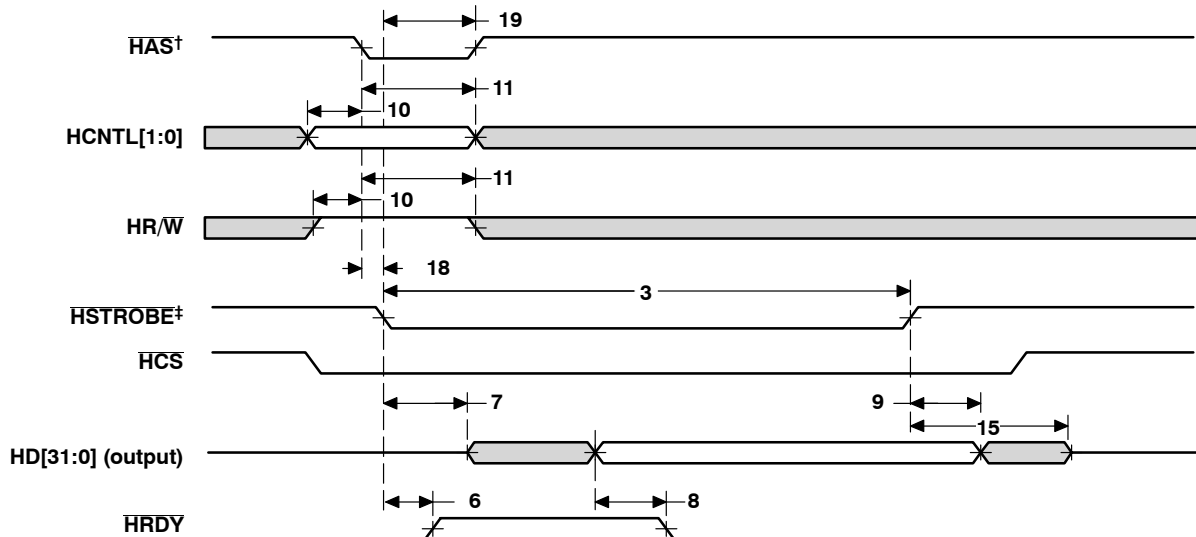 19
HAS†
11
10
HCNTL[1:0]
11
10
HR/W
18
3
HSTROBE‡
HCS
7
9
15
HD[31:0] (output)
6
8
HRDY